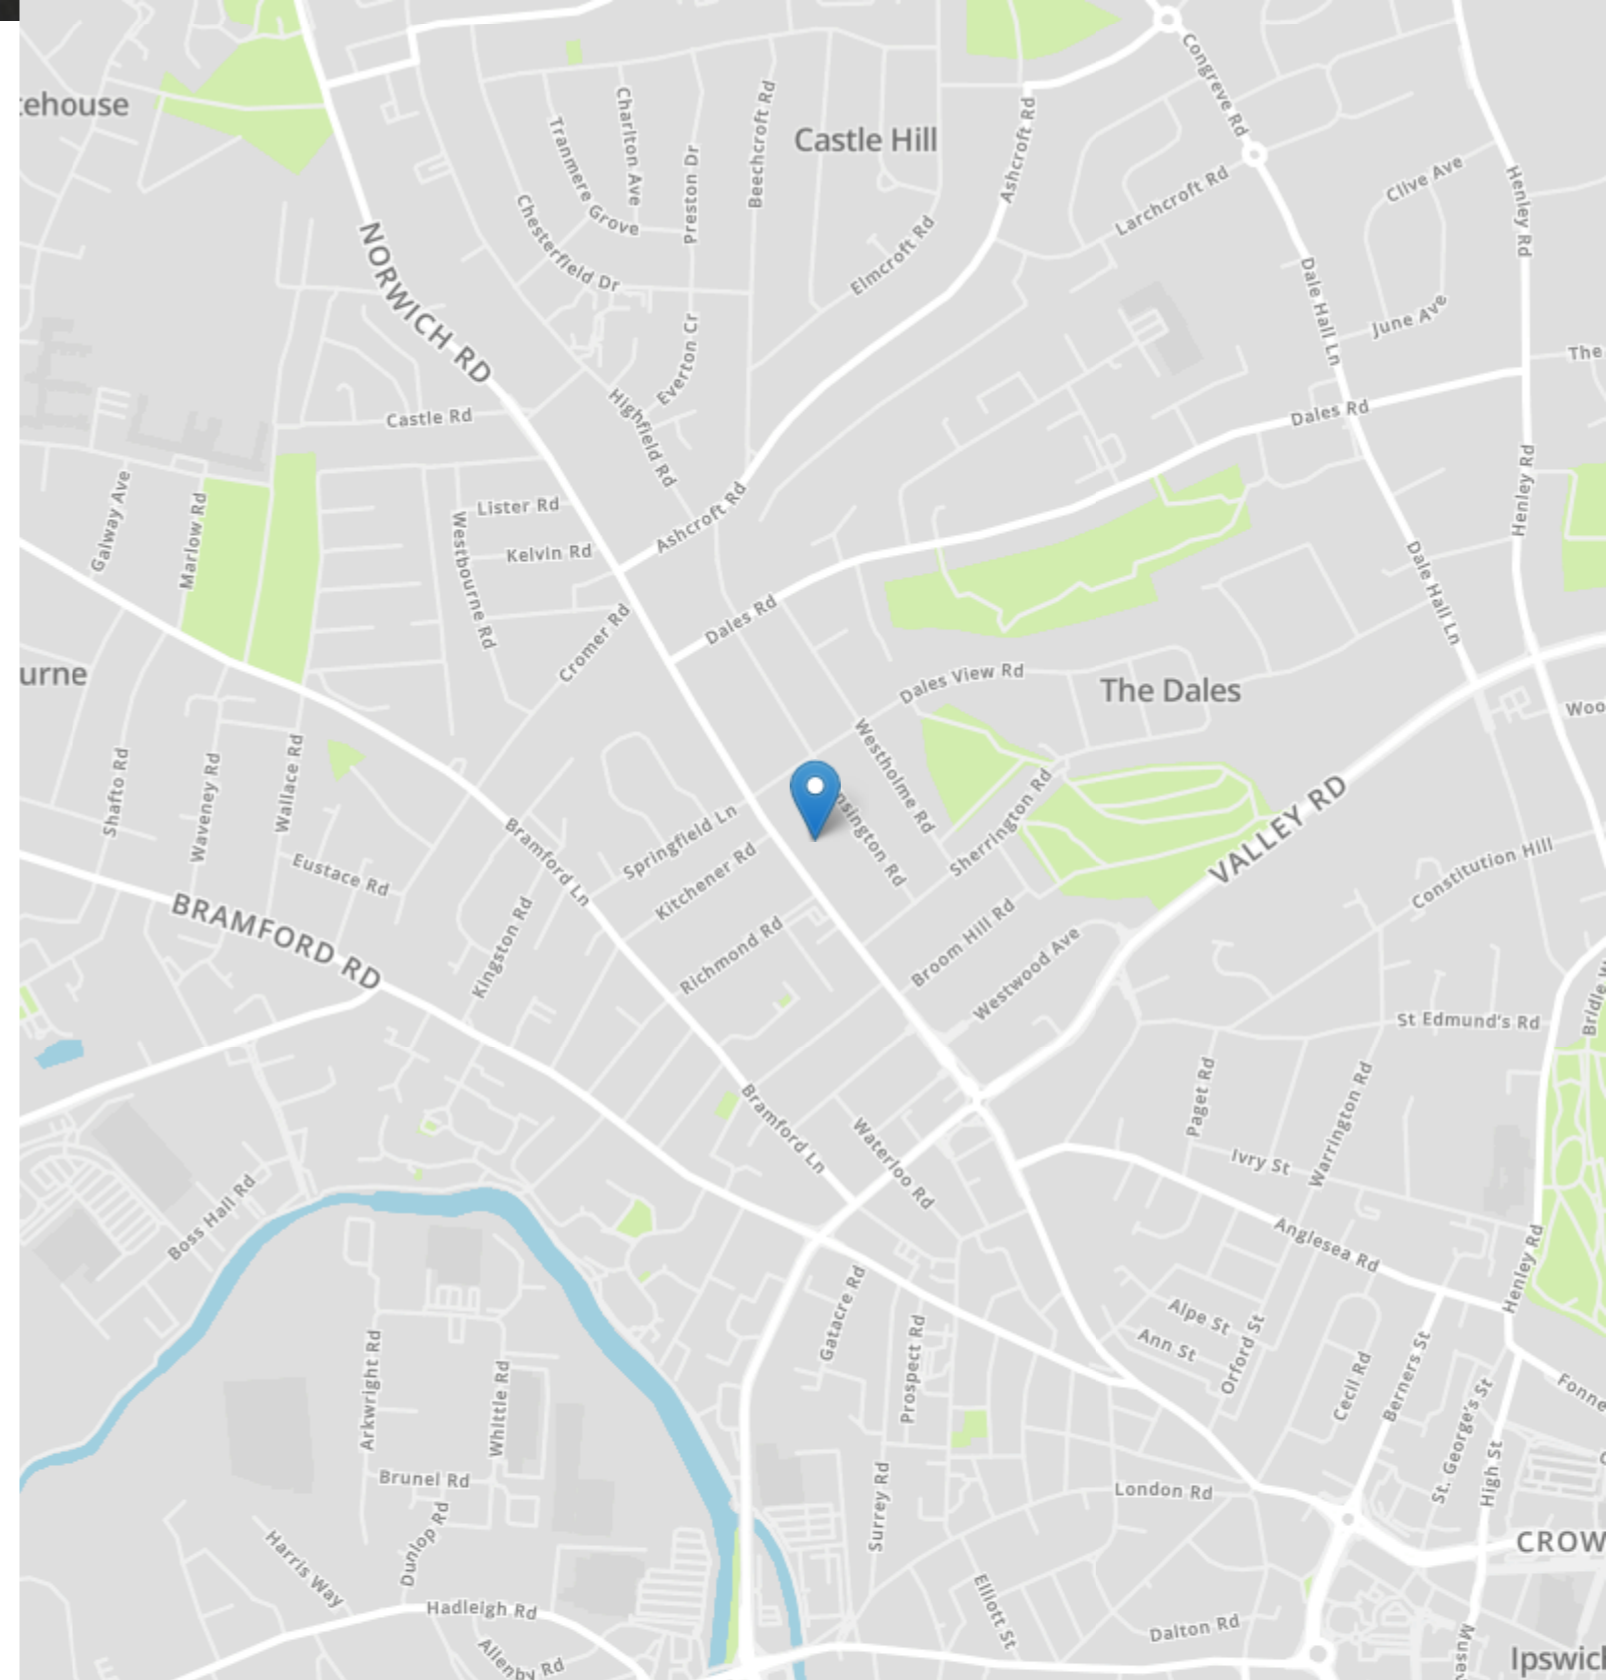 Congreve Rd
Castle Hill
Charlton Ave
Tranmere Grove
Beechcroft Rd
Preston Dr
Ashcroft Rd
Larchcroft Rd
Clive Ave
Henley Rd
Chesterfield Dr
Elmcroft Rd
NORWICH RD
Dale Hall Ln
June Ave
Everton Cr
The
Highfield Rd
Castle Rd
Dales Rd
Galway Ave
Marlow Rd
Lister Rd
Kelvin Rd
Westbourne Rd
Ashcroft Rd
Henley Rd
Dale Hall Ln
Cromer Rd
Dales Rd
urne
Dales View Rd
The Dales
Westholme Rd
Shafto Rd
Waveney Rd
Wallace Rd
Springfield Ln
Sherrington Rd
VALLEY RD
Eustace Rd
Bramford Ln
Kitchener Rd
Constitution Hill
BRAMFORD RD
Kingston Rd
Richmond Rd
Broom Hill Rd
Westwood Ave
St Edmund's Rd
Paget Rd
Warrington Rd
Bramford Ln
Waterloo Rd
Ivry St
Boss Hall Rd
Anglesea Rd
Henley Rd
Gatacre Rd
Prospect Rd
Alpe St
Ann St
Orford St
Cecil Rd
Berners St
St. George's St
High St
Arkwright Rd
Whittle Rd
Brunel Rd
Dunlop Rd
Surrey Rd
London Rd
Harris Way
Elliott St
Hadleigh Rd
Dalton Rd
Allenby Rd